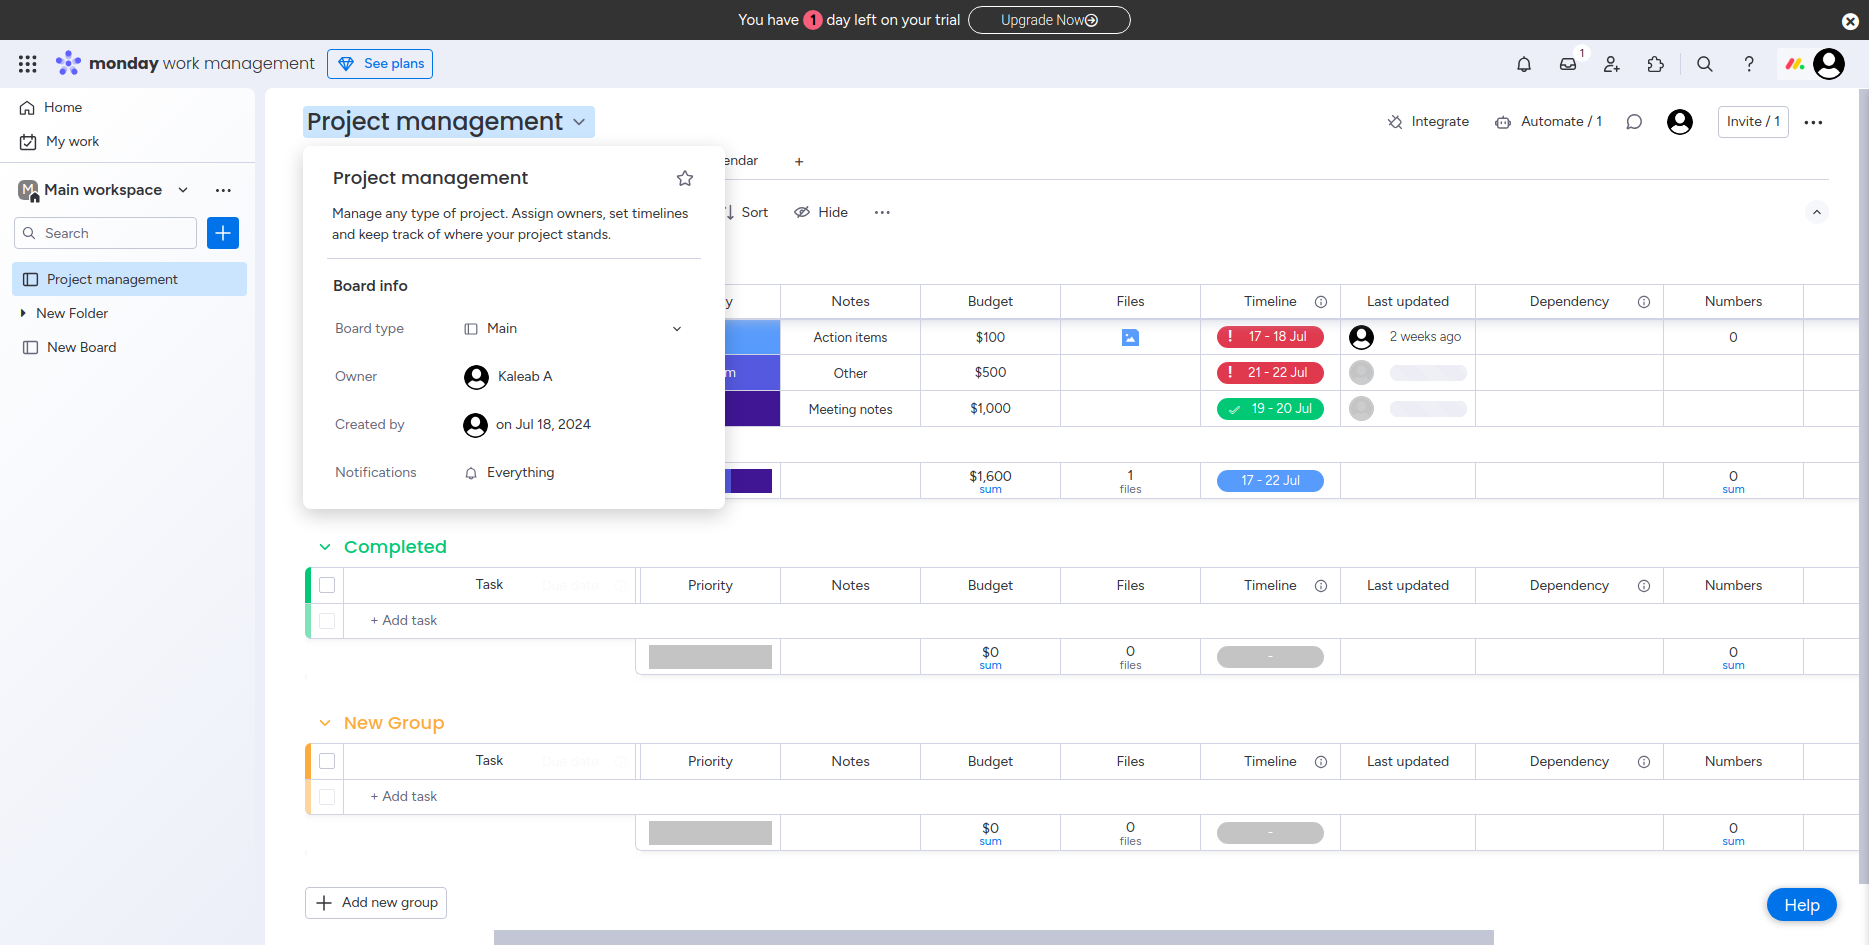 You have 1 day left on your trial Upgrade Now
monday work management See plans 1
Home
My work
M Main workspace
Search
Project management
New Folder
New Board
Project management Integrate Automate / 1 Invite / 1
endar +
Project management
Manage any type of project. Assign owners, set timelines
and keep track of where your project stands.
Board info
Board type Main
Owner Kaleab A
Created by on Jul 18, 2024
Notifications Everything
Sort Hide
y Notes Budget Files Timeline Last updated Dependency Numbers
Action items $100 ! 17 - 18 Jul 2 weeks ago 0
m Other $500 ! 21 - 22 Jul
Meeting notes $1,000 19 - 20 Jul
$1,600 1 17 - 22 Jul 0
sum files sum
Completed
Task Due date Priority Notes Budget Files Timeline Last updated Dependency Numbers
+ Add task
$0 0 - 0
sum files sum
New Group
Task Due date Priority Notes Budget Files Timeline Last updated Dependency Numbers
+ Add task
$0 0 - 0
sum files sum
Add new group
Help